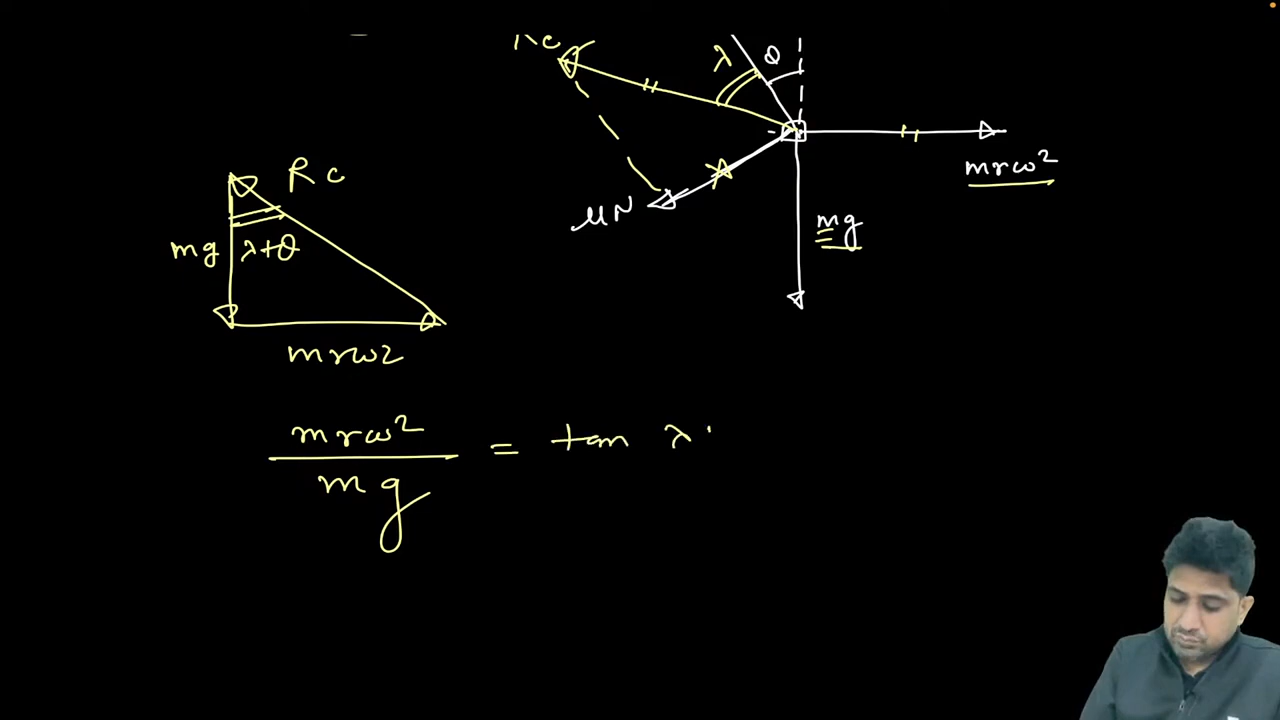 Rc
λ θ
mrω²
Rc
μN
mg
mg λ+θ
mrω2
mrω²
= tan λ
mg